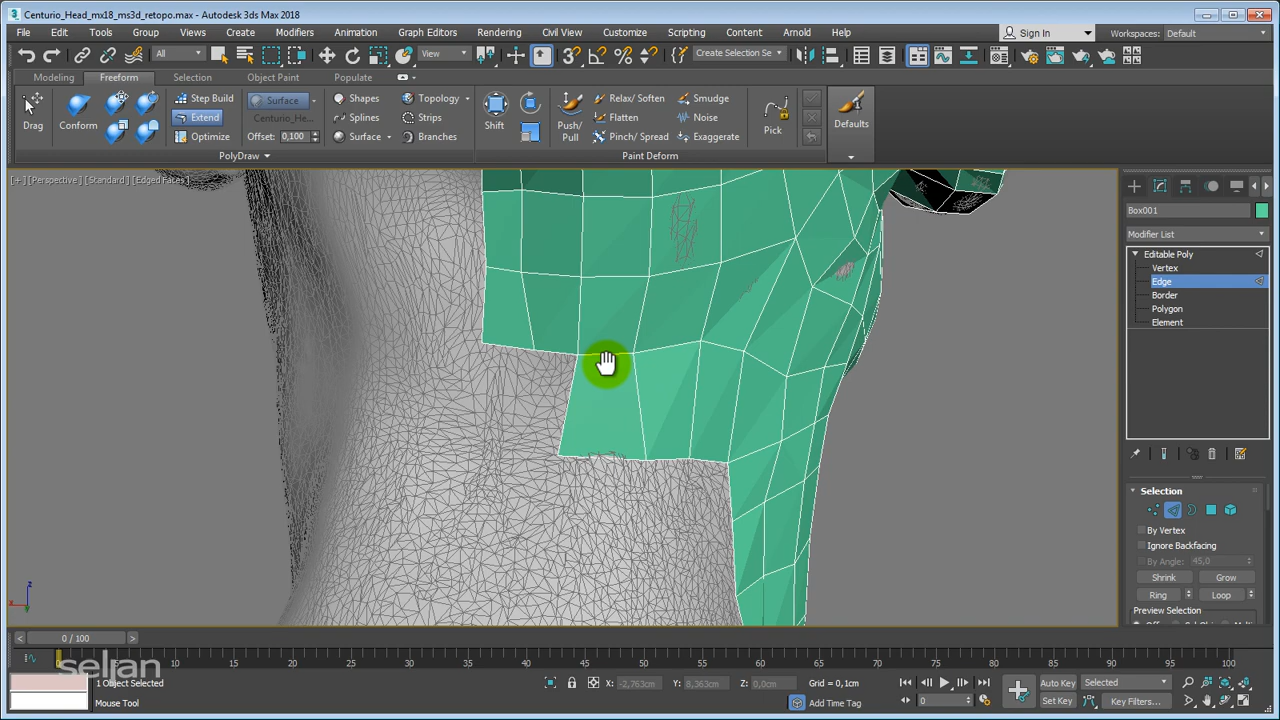 Centurio_Head_mx18_ms3d_retopo.max - Autodesk 3ds Max 2018
File Edit Tools Group Views Create Modifiers Animation Graph Editors Rendering Civil View Customize Scripting Content Arnold Help Sign In Workspaces: Default
All View Create Selection Se
Modeling Freeform Selection Object Paint Populate
Drag Conform Step Build Surface Shapes Topology Shift Push/ Pull Relax/ Soften Smudge Pick Defaults
Extend Centurio_He... Splines Strips Flatten Noise
Optimize Offset: 0,100 Surface Branches Pinch/ Spread Exaggerate
PolyDraw Paint Deform
[+] [Perspective] [Standard] [Edged Faces]
Box001
Modifier List
Editable Poly
Vertex
Edge
Border
Polygon
Element
Selection
By Vertex
Ignore Backfacing
By Angle: 45,0
Shrink Grow
Ring Loop
Preview Selection
z
x
0 / 100
10 15 20 25 30 35 40 45 50 55 60 65 70 75 80 85 90 95 100
selian
1 Object Selected X: -2,763cm Y: 8,363cm Z: 0,0cm Grid = 0,1cm Auto Key Selected
Mouse Tool Add Time Tag 0 Set Key Key Filters...